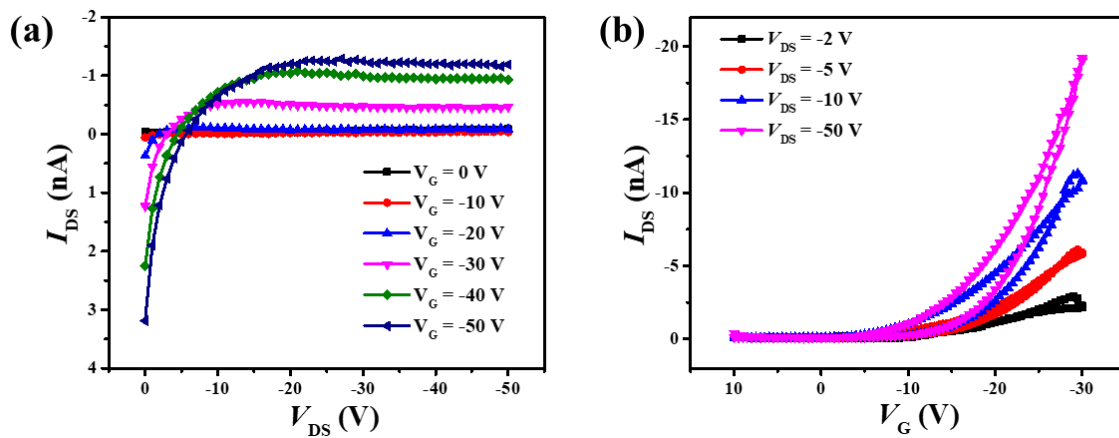 (a)
-2
-1
0
1
2
3
4
I_DS (nA)
V_G = 0 V
V_G = -10 V
V_G = -20 V
V_G = -30 V
V_G = -40 V
V_G = -50 V
0 -10 -20 -30 -40 -50
V_DS (V)
(b)
-20
-15
-10
-5
0
I_DS (nA)
V_DS = -2 V
V_DS = -5 V
V_DS = -10 V
V_DS = -50 V
10 0 -10 -20 -30
V_G (V)